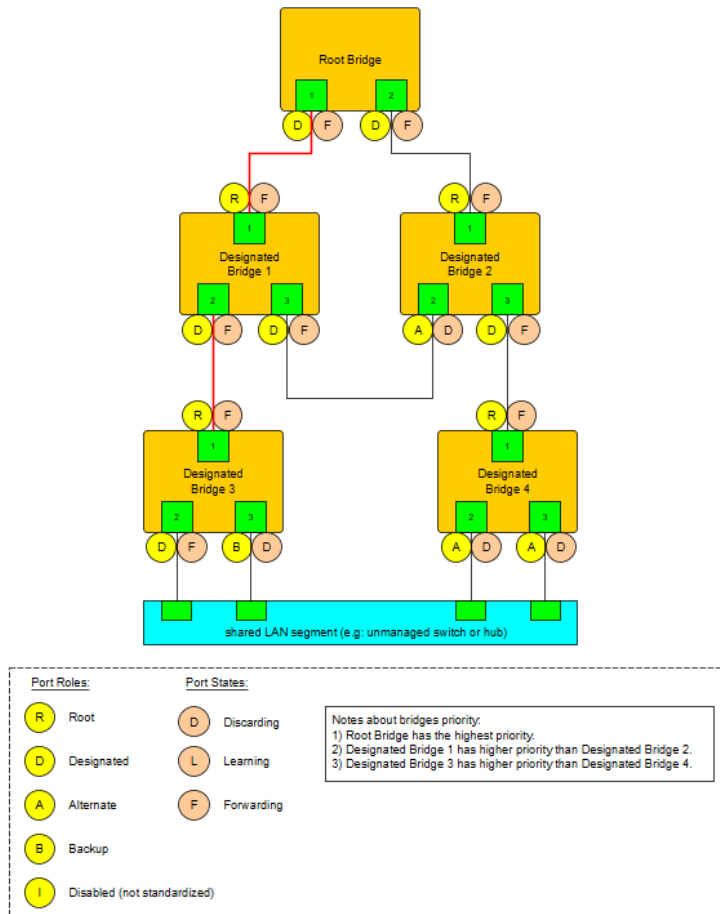 Root Bridge
1
2
D
F
D
F
R
F
R
F
1
1
Designated
Bridge 1
Designated
Bridge 2
2
3
2
3
D
F
D
F
A
D
D
F
R
F
R
F
1
1
Designated
Bridge 3
Designated
Bridge 4
2
3
2
3
D
F
B
D
A
D
A
D
shared LAN segment (e.g: unmanaged switch or hub)
Port Roles:
Port States:
R Root
D Discarding
D Designated
L Learning
A Alternate
F Forwarding
B Backup
I Disabled (not standardized)
Notes about bridges priority:
1) Root Bridge has the highest priority.
2) Designated Bridge 1 has higher priority than Designated Bridge 2.
3) Designated Bridge 3 has higher priority than Designated Bridge 4.